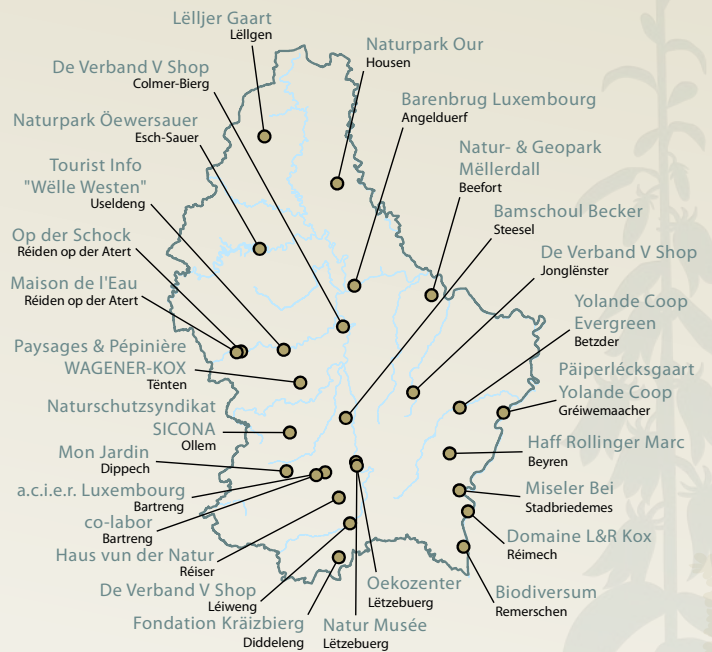 Lëlljer Gaart
Lëllgen
De Verband V Shop
Colmer-Bierg
Naturpark Öewersauer
Esch-Sauer
Tourist Info
"Wëlle Westen"
Useldeng
Op der Schock
Réiden op der Atert
Maison de l'Eau
Réiden op der Atert
Paysages & Pépinière
WAGENER-KOX
Tënten
Naturschutzsyndikat
SICONA
Ollem
Mon Jardin
Dippech
a.c.i.e.r. Luxembourg
Bartreng
co-labor
Bartreng
Haus vun der Natur
Réiser
De Verband V Shop
Léiweng
Fondation Kräizbierg
Diddeleng
Naturpark Our
Housen
Barenbrug Luxembourg
Angelduerf
Natur- & Geopark
Mëllerdall
Beefort
Bamschoul Becker
Steesel
De Verband V Shop
Jonglënster
Yolande Coop
Evergreen
Betzder
Päiperlécksgaart
Yolande Coop
Gréiwemaacher
Haff Rollinger Marc
Beyren
Miseler Bei
Stadbriedemes
Domaine L&R Kox
Réimech
Biodiversum
Remerschen
Oekozenter
Lëtzebuerg
Natur Musée
Lëtzebuerg